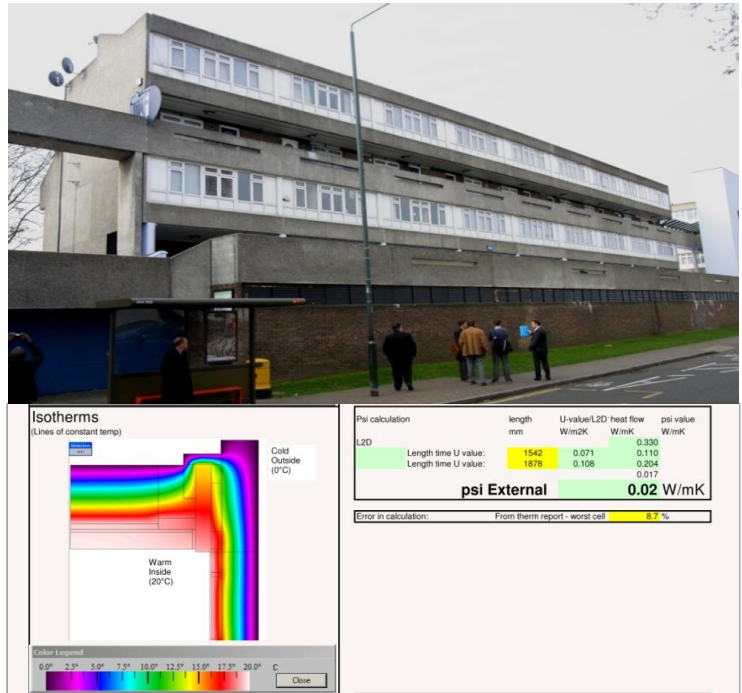 Isotherms
(Lines of constant temp)
Cold
Outside
(0°C)
Warm
Inside
(20°C)
Color Legend
0.0° 2.5° 5.0° 7.5° 10.0° 12.5° 15.0° 17.5° 20.0° C
Close
Psi calculation length U-value/L2D heat flow psi value
mm W/m2K W/mK W/mK
L2D 0.330
Length time U value: 1542 0.071 0.110
Length time U value: 1878 0.108 0.204
0.017
psi External 0.02 W/mK
Error in calculation: From therm report - worst cell 8.7 %